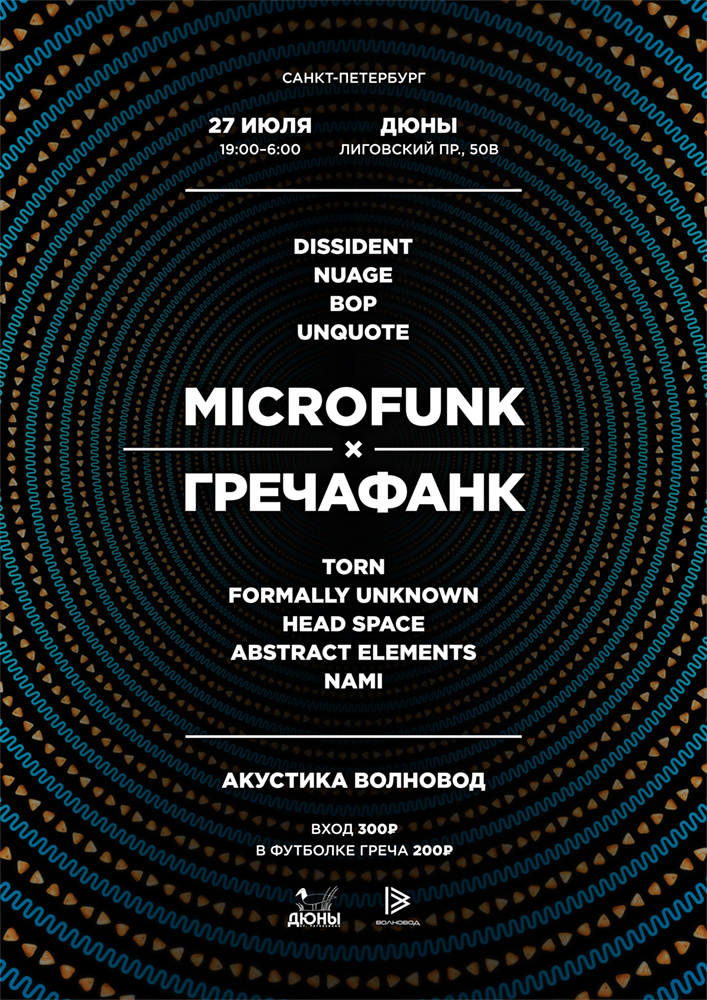 САНКТ-ПЕТЕРБУРГ
27 ИЮЛЯ ДЮНЫ
19:00-6:00 ЛИГОВСКИЙ ПР., 50В
DISSIDENT
NUAGE
BOP
UNQUOTE
MICROFUNK
×
ГРЕЧАФАНК
TORN
FORMALLY UNKNOWN
HEAD SPACE
ABSTRACT ELEMENTS
NAMI
АКУСТИКА ВОЛНОВОД
ВХОД 300₽
В ФУТБОЛКЕ ГРЕЧА 200₽
ДЮНЫ ВОЛНОВОД